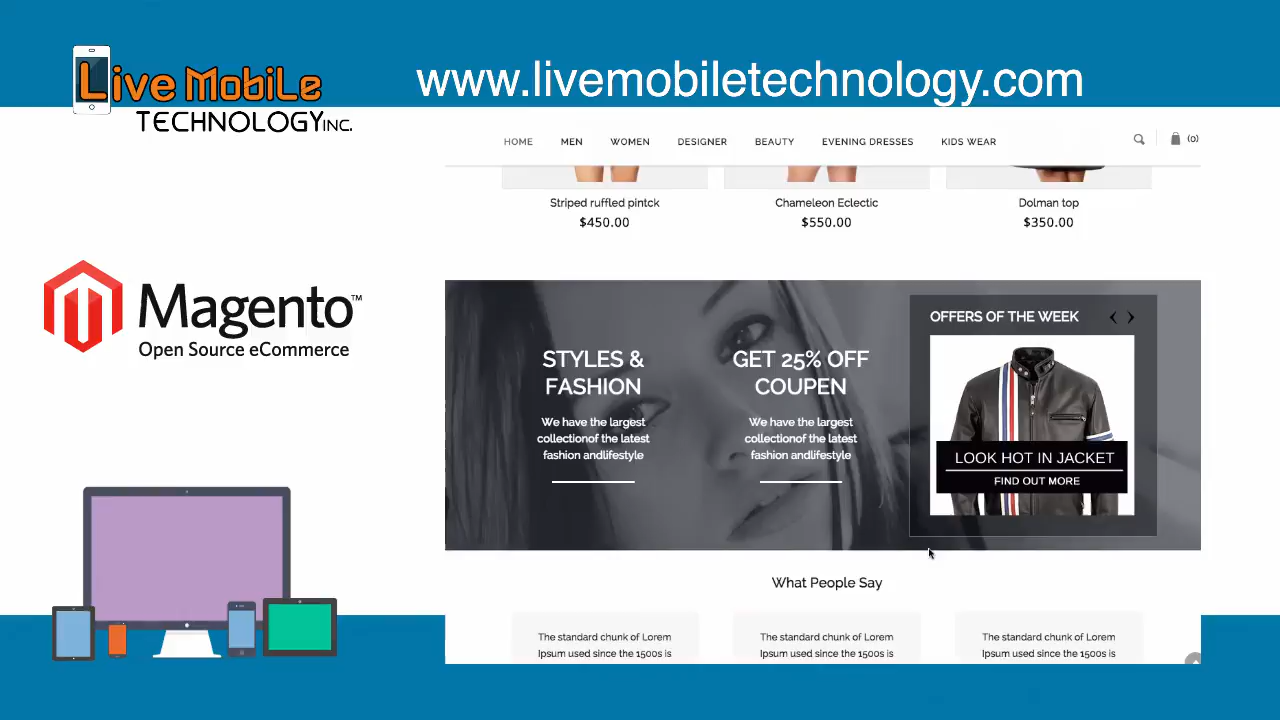 Live Mobile
TECHNOLOGY INC.
www.livemobiletechnology.com
HOME MEN WOMEN DESIGNER BEAUTY EVENING DRESSES KIDS WEAR (0)
Striped ruffled pintck Chameleon Eclectic Dolman top
$450.00 $550.00 $350.00
Magento™
Open Source eCommerce
STYLES &
FASHION
We have the largest
collectionof the latest
fashion andlifestyle
GET 25% OFF
COUPEN
We have the largest
collectionof the latest
fashion andlifestyle
OFFERS OF THE WEEK
LOOK HOT IN JACKET
FIND OUT MORE
What People Say
The standard chunk of Lorem
Ipsum used since the 1500s is
The standard chunk of Lorem
Ipsum used since the 1500s is
The standard chunk of Lorem
Ipsum used since the 1500s is